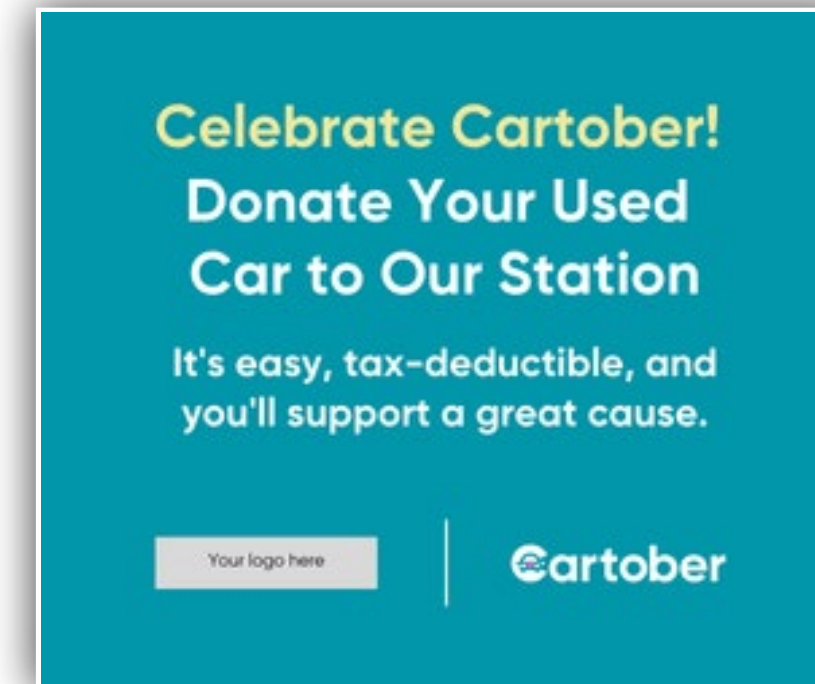 Celebrate Cartober!
Donate Your Used
Car to Our Station
It's easy, tax-deductible, and
you'll support a great cause.
Your logo here
Cartober